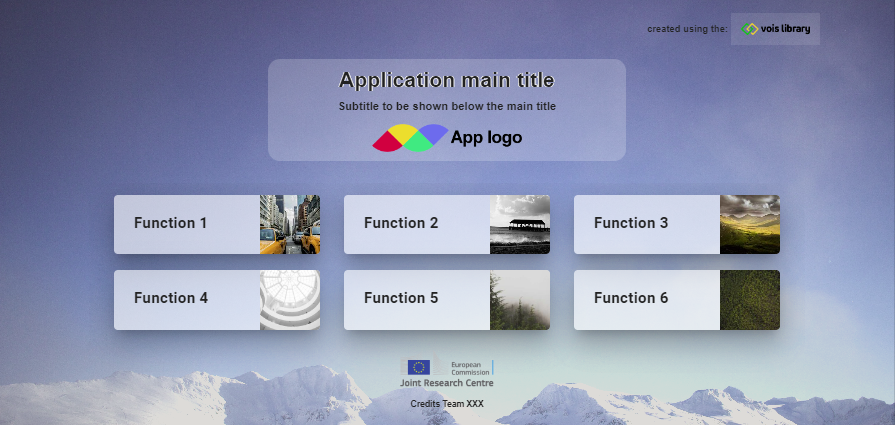 created using the: vois library
Application main title
Subtitle to be shown below the main title
App logo
Function 1
Function 2
Function 3
Function 4
Function 5
Function 6
European
Commission
Joint Research Centre
Credits Team XXX